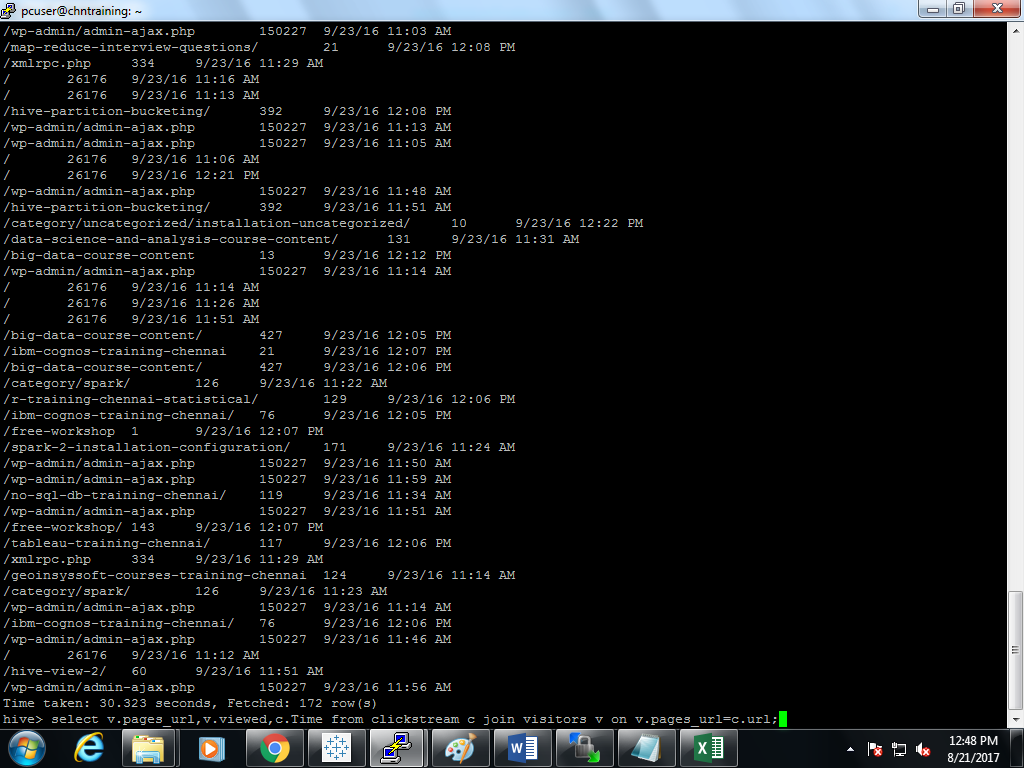 pcuser@chntraining: ~
/wp-admin/admin-ajax.php 150227 9/23/16 11:03 AM
/map-reduce-interview-questions/ 21 9/23/16 12:08 PM
/xmlrpc.php 334 9/23/16 11:29 AM
/ 26176 9/23/16 11:16 AM
/ 26176 9/23/16 11:13 AM
/hive-partition-bucketing/ 392 9/23/16 12:08 PM
/wp-admin/admin-ajax.php 150227 9/23/16 11:13 AM
/wp-admin/admin-ajax.php 150227 9/23/16 11:05 AM
/ 26176 9/23/16 11:06 AM
/ 26176 9/23/16 12:21 PM
/wp-admin/admin-ajax.php 150227 9/23/16 11:48 AM
/hive-partition-bucketing/ 392 9/23/16 11:51 AM
/category/uncategorized/installation-uncategorized/ 10 9/23/16 12:22 PM
/data-science-and-analysis-course-content/ 131 9/23/16 11:31 AM
/big-data-course-content 13 9/23/16 12:12 PM
/wp-admin/admin-ajax.php 150227 9/23/16 11:14 AM
/ 26176 9/23/16 11:14 AM
/ 26176 9/23/16 11:26 AM
/ 26176 9/23/16 11:51 AM
/big-data-course-content/ 427 9/23/16 12:05 PM
/ibm-cognos-training-chennai 21 9/23/16 12:07 PM
/big-data-course-content/ 427 9/23/16 12:06 PM
/category/spark/ 126 9/23/16 11:22 AM
/r-training-chennai-statistical/ 129 9/23/16 12:06 PM
/ibm-cognos-training-chennai/ 76 9/23/16 12:05 PM
/free-workshop 1 9/23/16 12:07 PM
/spark-2-installation-configuration/ 171 9/23/16 11:24 AM
/wp-admin/admin-ajax.php 150227 9/23/16 11:50 AM
/wp-admin/admin-ajax.php 150227 9/23/16 11:59 AM
/no-sql-db-training-chennai/ 119 9/23/16 11:34 AM
/wp-admin/admin-ajax.php 150227 9/23/16 11:51 AM
/free-workshop/ 143 9/23/16 12:07 PM
/tableau-training-chennai/ 117 9/23/16 12:06 PM
/xmlrpc.php 334 9/23/16 11:29 AM
/geoinsyssoft-courses-training-chennai 124 9/23/16 11:14 AM
/category/spark/ 126 9/23/16 11:23 AM
/wp-admin/admin-ajax.php 150227 9/23/16 11:14 AM
/ibm-cognos-training-chennai/ 76 9/23/16 12:06 PM
/wp-admin/admin-ajax.php 150227 9/23/16 11:46 AM
/ 26176 9/23/16 11:12 AM
/hive-view-2/ 60 9/23/16 11:51 AM
/wp-admin/admin-ajax.php 150227 9/23/16 11:56 AM
Time taken: 30.323 seconds, Fetched: 172 row(s)
hive> select v.pages_url,v.viewed,c.Time from clickstream c join visitors v on v.pages_url=c.url;
12:48 PM
8/21/2017